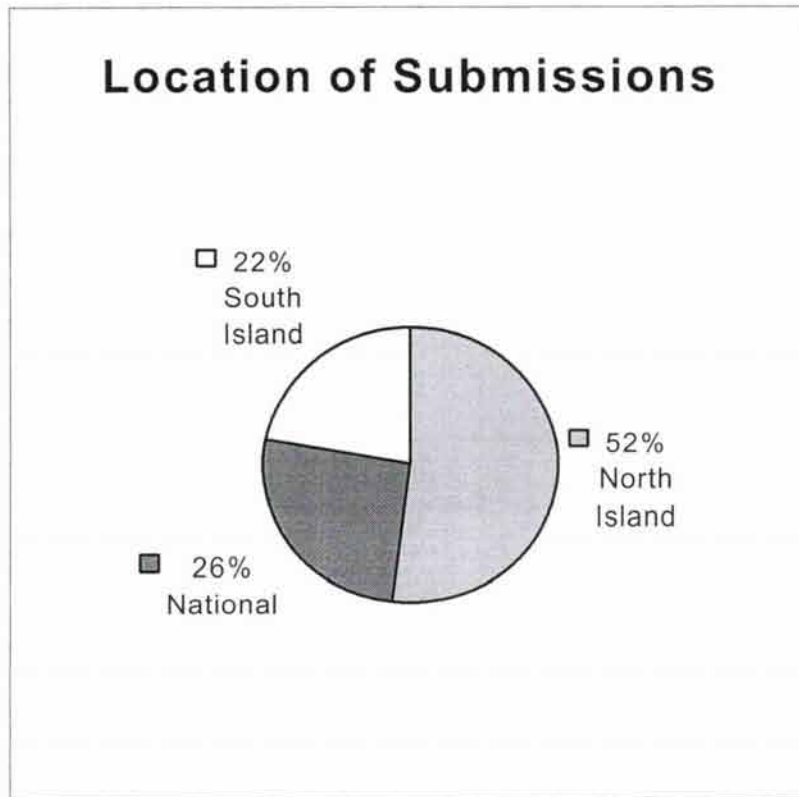 Location of Submissions
22%
South
Island
52%
North
Island
26%
National